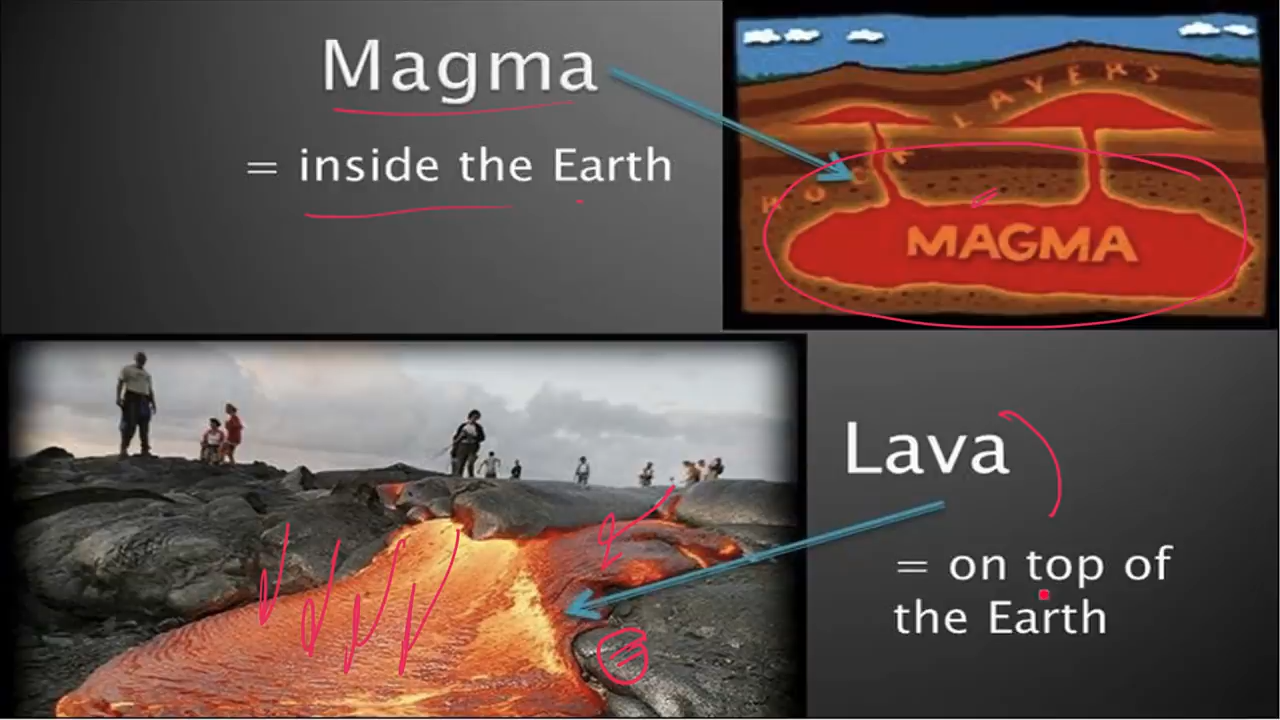 Magma
= inside the Earth
ROCK LAYERS
MAGMA
Lava
= on top of
the Earth